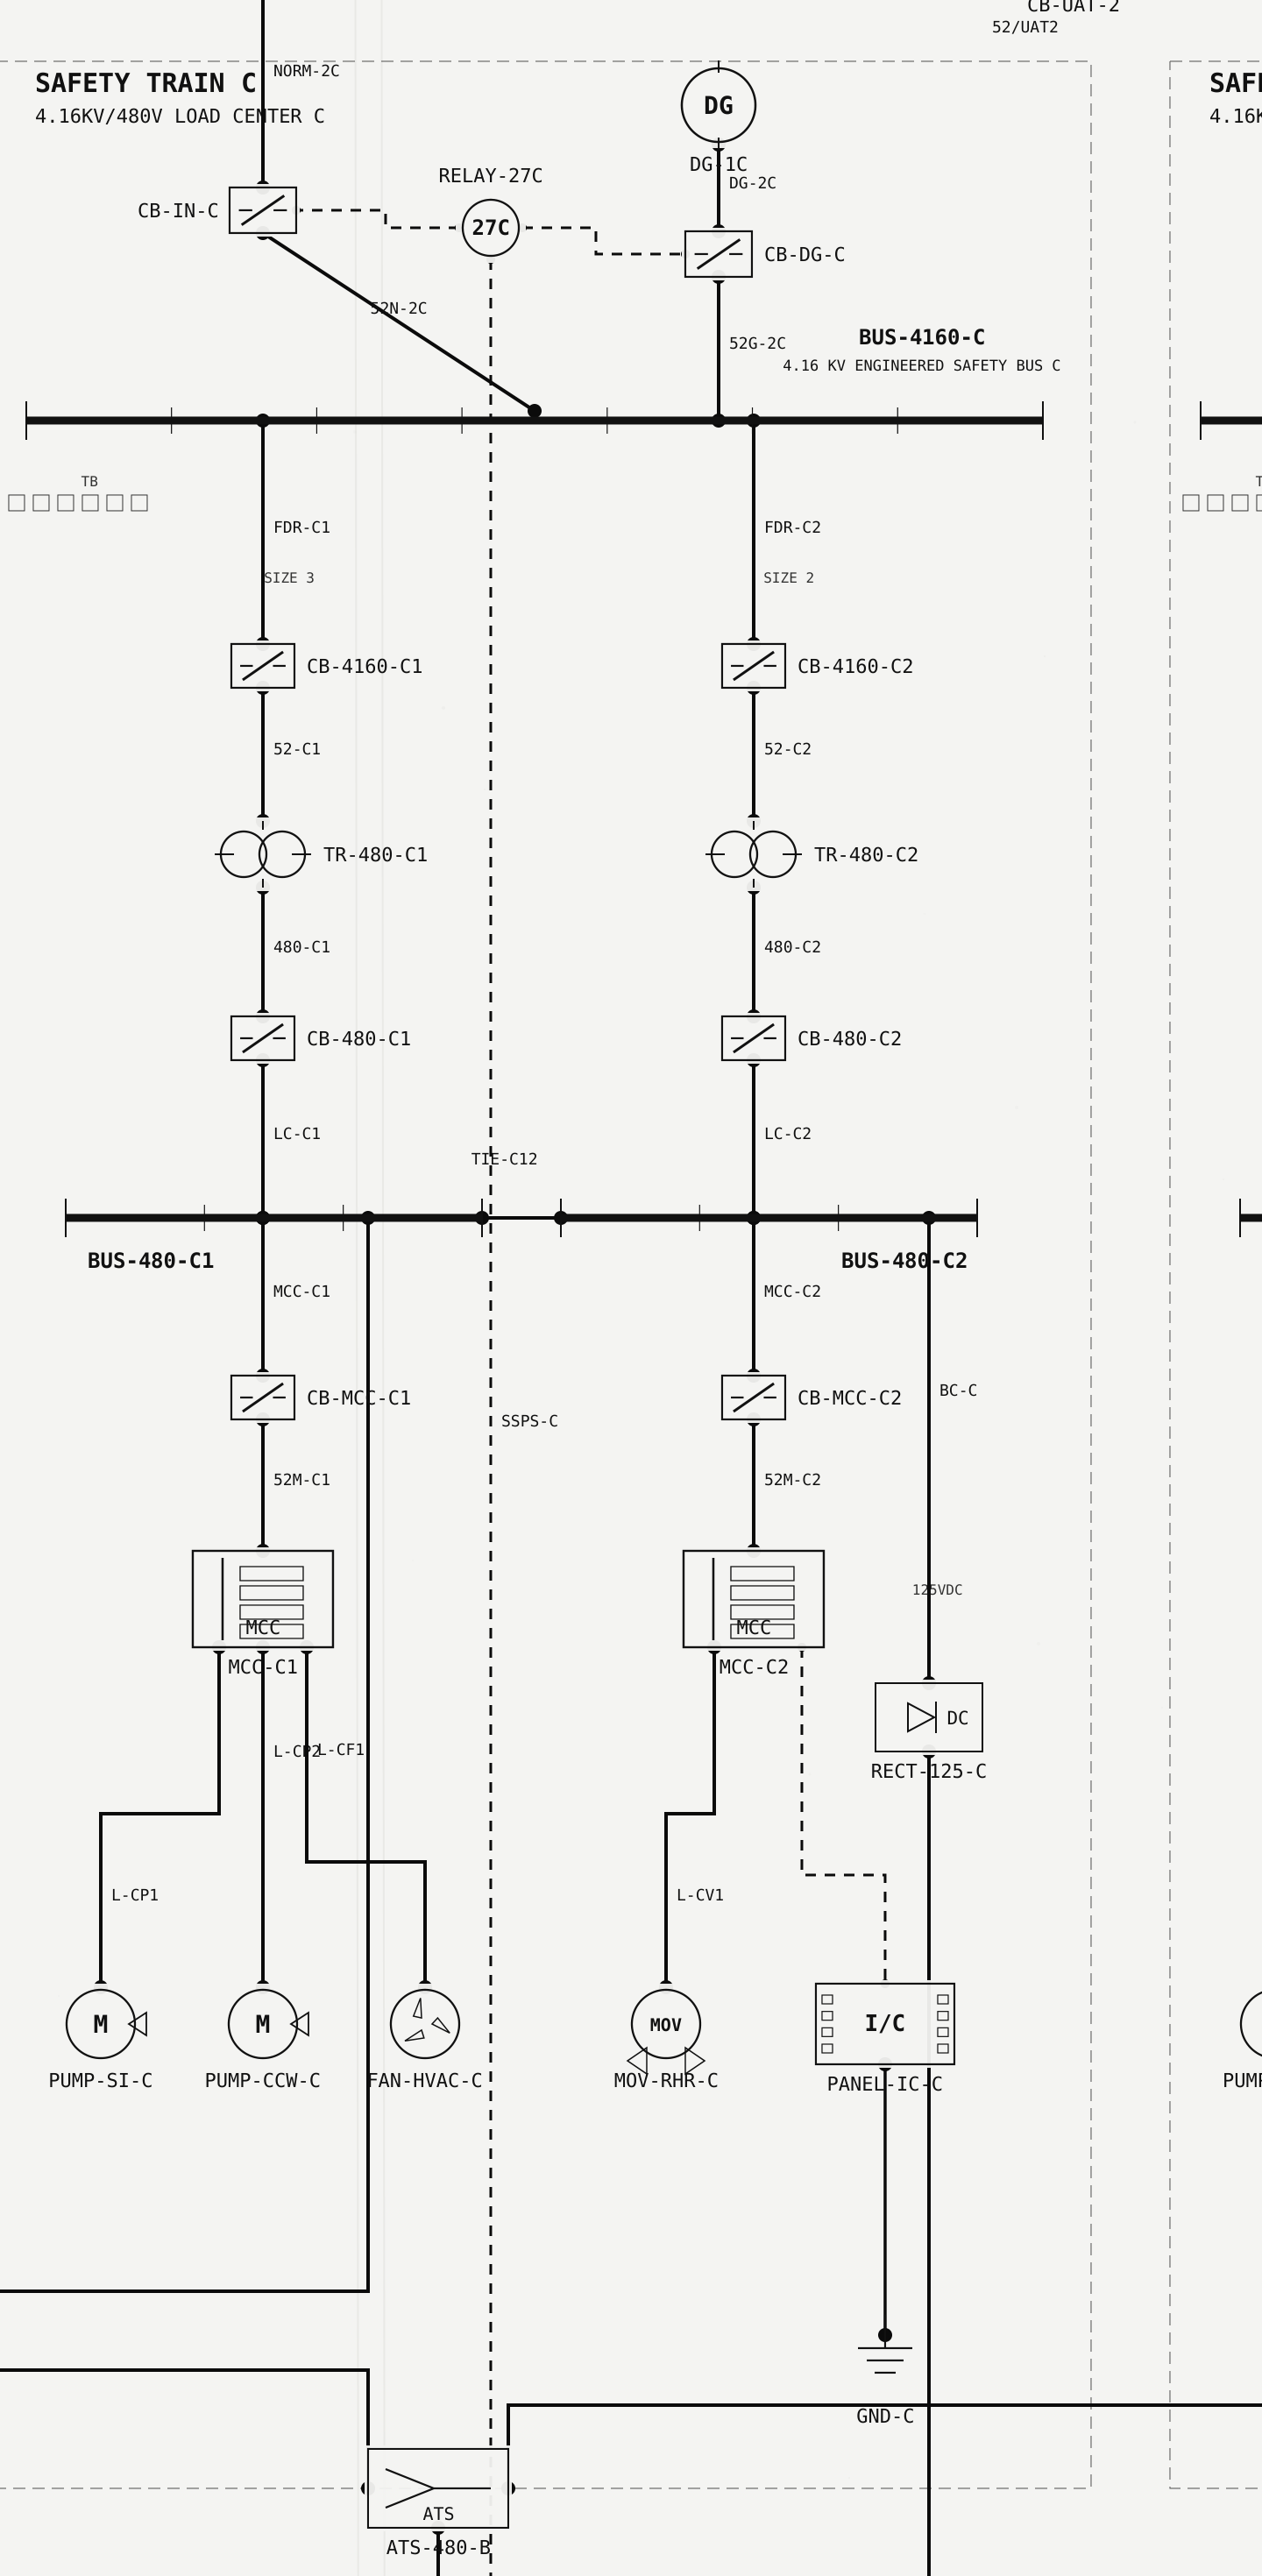 CB-UAT-2
52/UAT2
SAFETY TRAIN C
NORM-2C
4.16KV/480V LOAD CENTER C
SAFE
4.16K
DG
DG-1C
DG-2C
RELAY-27C
CB-IN-C
27C
CB-DG-C
52N-2C
52G-2C
BUS-4160-C
4.16 KV ENGINEERED SAFETY BUS C
TB
T
FDR-C1
FDR-C2
SIZE 3
SIZE 2
CB-4160-C1
CB-4160-C2
52-C1
52-C2
TR-480-C1
TR-480-C2
480-C1
480-C2
CB-480-C1
CB-480-C2
LC-C1
LC-C2
TIE-C12
BUS-480-C1
BUS-480-C2
MCC-C1
MCC-C2
CB-MCC-C1
CB-MCC-C2
BC-C
SSPS-C
52M-C1
52M-C2
125VDC
MCC
MCC
MCC-C1
MCC-C2
DC
RECT-125-C
L-CP2
L-CF1
L-CP1
L-CV1
M
M
MOV
I/C
PUMP-SI-C
PUMP-CCW-C
FAN-HVAC-C
MOV-RHR-C
PANEL-IC-C
PUMP
GND-C
ATS
ATS-480-B